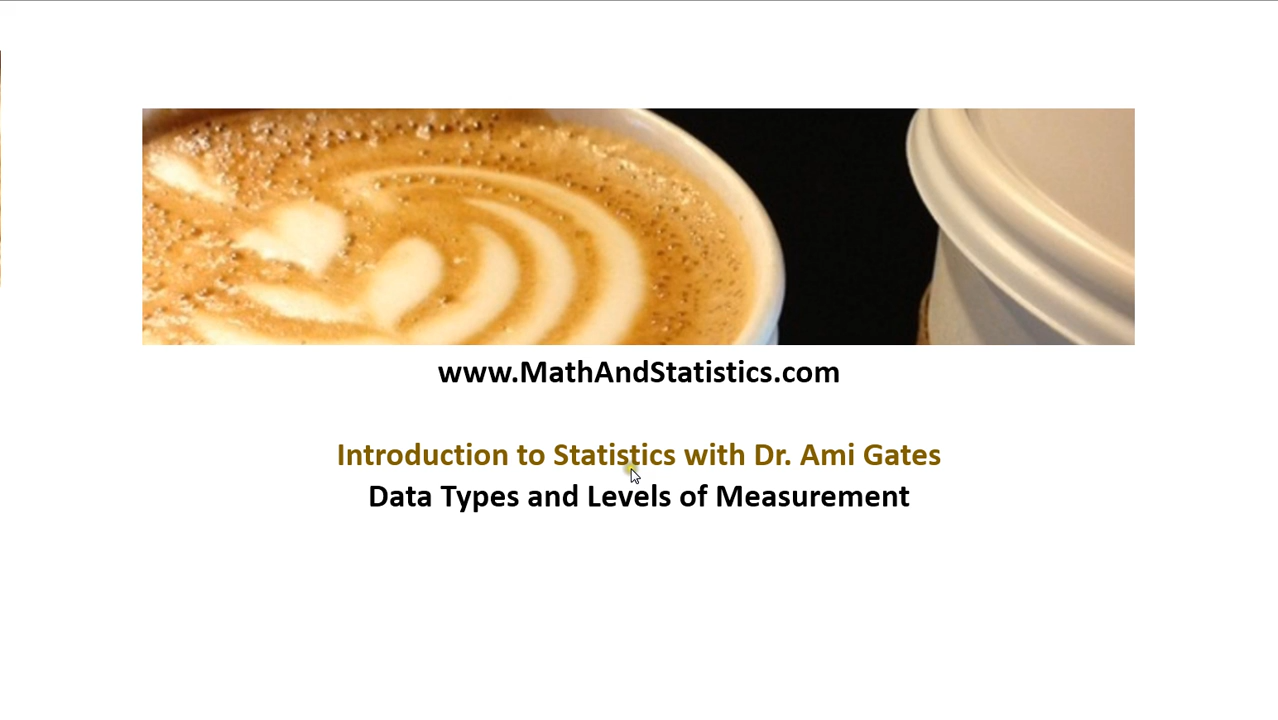 www.MathAndStatistics.com
Introduction to Statistics with Dr. Ami Gates
Data Types and Levels of Measurement